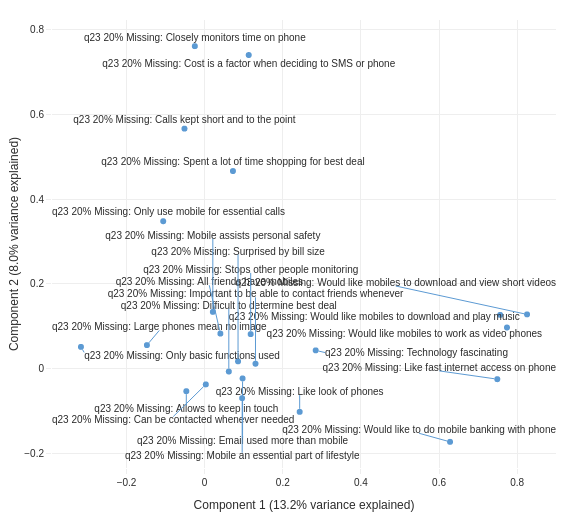 0.8
q23 20% Missing: Closely monitors time on phone
q23 20% Missing: Cost is a factor when deciding to SMS or phone
0.6
q23 20% Missing: Calls kept short and to the point
q23 20% Missing: Spent a lot of time shopping for best deal
0.4
q23 20% Missing: Only use mobile for essential calls
q23 20% Missing: Mobile assists personal safety
q23 20% Missing: Surprised by bill size
q23 20% Missing: Stops other people monitoring
0.2
q23 20% Missing: All friends have mobiles
q23 20% Missing: Would like mobiles to download and view short videos
q23 20% Missing: Important to be able to contact friends whenever
q23 20% Missing: Difficult to determine best deal
q23 20% Missing: Would like mobiles to download and play music
q23 20% Missing: Large phones mean no image
q23 20% Missing: Would like mobiles to work as video phones
q23 20% Missing: Only basic functions used
q23 20% Missing: Technology fascinating
0
q23 20% Missing: Like fast internet access on phone
q23 20% Missing: Like look of phones
q23 20% Missing: Allows to keep in touch
q23 20% Missing: Can be contacted whenever needed
q23 20% Missing: Would like to do mobile banking with phone
q23 20% Missing: Email used more than mobile
−0.2
q23 20% Missing: Mobile an essential part of lifestyle
−0.2
0
0.2
0.4
0.6
0.8
Component 1 (13.2% variance explained)
Component 2 (8.0% variance explained)